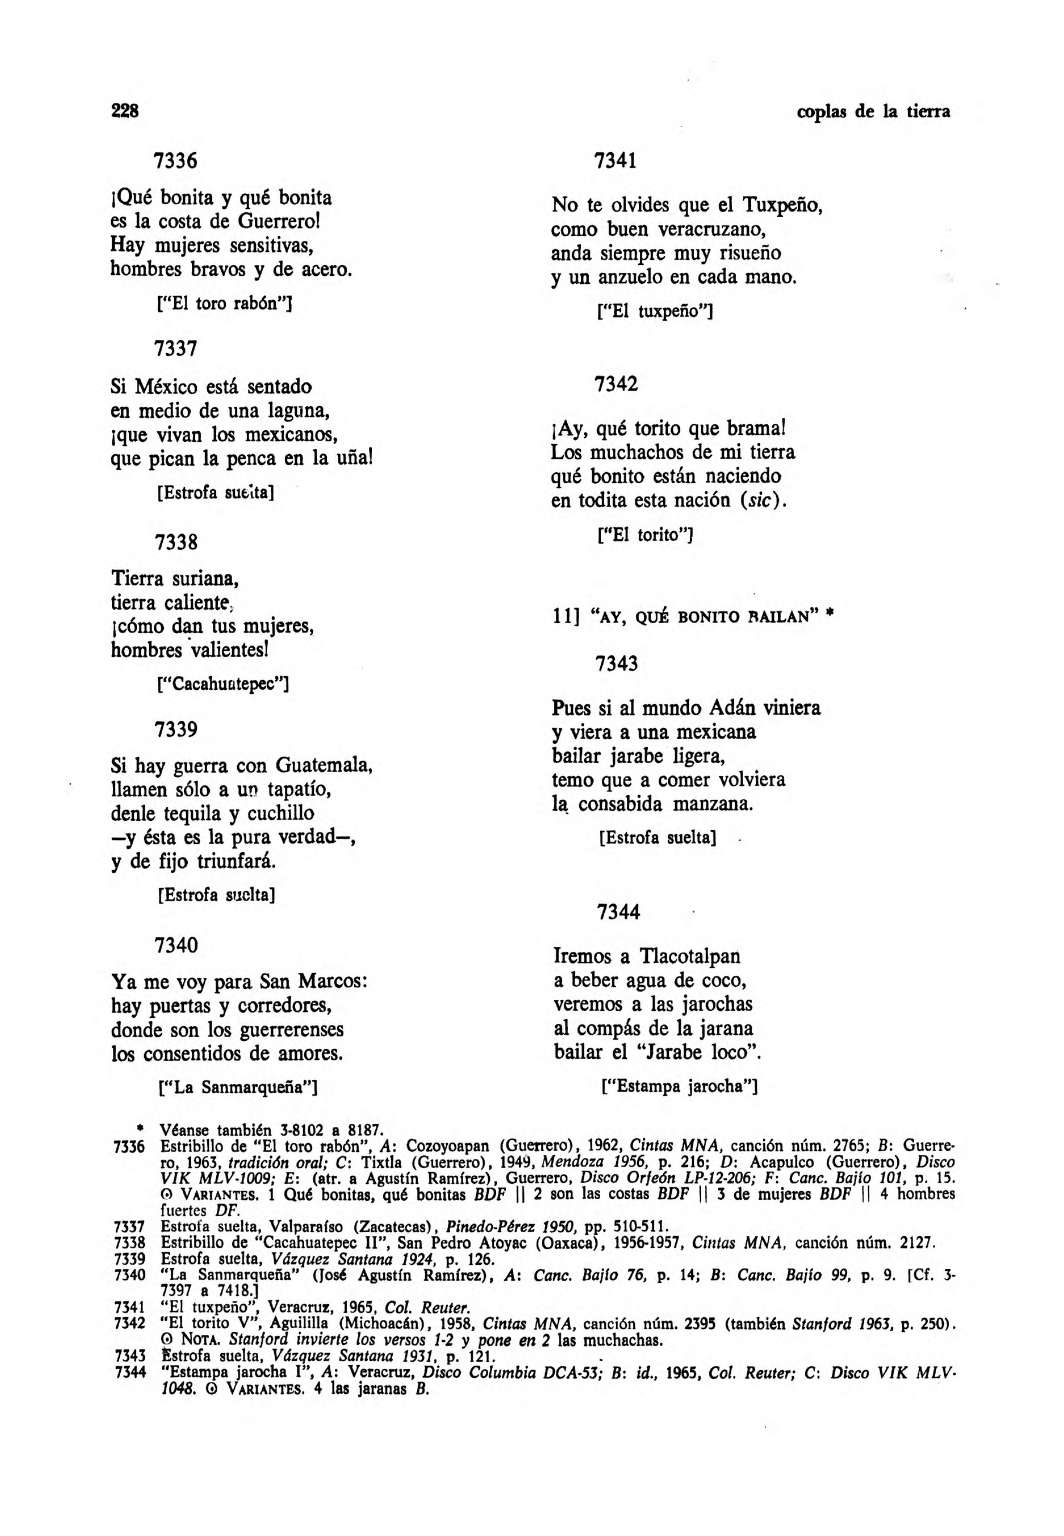 228
coplas de la tierra
7336
¡Qué bonita y qué bonita
es la costa de Guerrero!
Hay mujeres sensitivas,
hombres bravos y de acero.
["El toro rabón"]
7337
Si México está sentado
en medio de una laguna,
¡que vivan los mexicanos,
que pican la penca en la uña!
[Estrofa suelta]
7338
Tierra suriana,
tierra caliente,
¡cómo dan tus mujeres,
hombres valientes!
["Cacahuatepec"]
7339
Si hay guerra con Guatemala,
llamen sólo a un tapatío,
denle tequila y cuchillo
—y ésta es la pura verdad—,
y de fijo triunfará.
[Estrofa suelta]
7340
Ya me voy para San Marcos:
hay puertas y corredores,
donde son los guerrerenses
los consentidos de amores.
["La Sanmarqueña"]
7341
No te olvides que el Tuxpeño,
como buen veracruzano,
anda siempre muy risueño
y un anzuelo en cada mano.
["El tuxpeño"]
7342
¡Ay, qué torito que brama!
Los muchachos de mi tierra
qué bonito están naciendo
en todita esta nación (sic).
["El torito"]
11] "AY, QUÉ BONITO BAILAN" *
7343
Pues si al mundo Adán viniera
y viera a una mexicana
bailar jarabe ligera,
temo que a comer volviera
la consabida manzana.
[Estrofa suelta]
7344
Iremos a Tlacotalpan
a beber agua de coco,
veremos a las jarochas
al compás de la jarana
bailar el "Jarabe loco".
["Estampa jarocha"]
* Véanse también 3-8102 a 8187.
7336 Estribillo de "El toro rabón", A: Cozoyoapan (Guerrero), 1962, Cintas MNA, canción núm. 2765; B: Guerre-
ro, 1963, tradición oral; C: Tixtla (Guerrero), 1949, Mendoza 1956, p. 216; D: Acapulco (Guerrero), Disco
VIK MLV-1009; E: (atr. a Agustín Ramírez), Guerrero, Disco Orfeón LP-12-206; F: Canc. Bajío 101, p. 15.
⊙ VARIANTES. 1 Qué bonitas, qué bonitas BDF || 2 son las costas BDF || 3 de mujeres BDF || 4 hombres
fuertes DF.
7337 Estrofa suelta, Valparaíso (Zacatecas), Pinedo-Pérez 1950, pp. 510-511.
7338 Estribillo de "Cacahuatepec II", San Pedro Atoyac (Oaxaca), 1956-1957, Cintas MNA, canción núm. 2127.
7339 Estrofa suelta, Vázquez Santana 1924, p. 126.
7340 "La Sanmarqueña" (José Agustín Ramírez), A: Canc. Bajío 76, p. 14; B: Canc. Bajío 99, p. 9. [Cf. 3-
7397 a 7418.]
7341 "El tuxpeño", Veracruz, 1965, Col. Reuter.
7342 "El torito V", Aguililla (Michoacán), 1958, Cintas MNA, canción núm. 2395 (también Stanford 1963, p. 250).
⊙ NOTA. Stanford invierte los versos 1-2 y pone en 2 las muchachas.
7343 Estrofa suelta, Vázquez Santana 1931, p. 121.
7344 "Estampa jarocha I", A: Veracruz, Disco Columbia DCA-53; B: id., 1965, Col. Reuter; C: Disco VIK MLV-
1048. ⊙ VARIANTES. 4 las jaranas B.